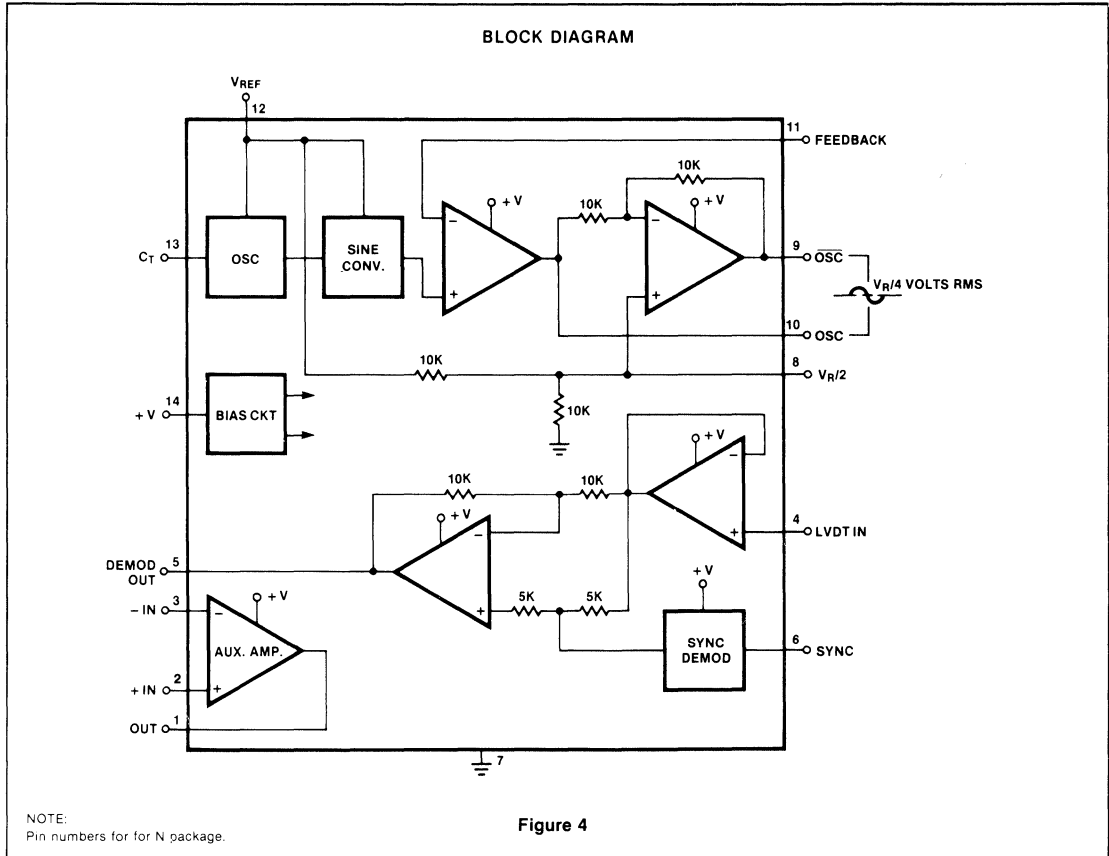 BLOCK DIAGRAM
VREF
12
11
FEEDBACK
10K
10K
+ V
+ V
13
CT
OSC
SINE
CONV.
−
+
−
+
9
OSC
VR/4 VOLTS RMS
10
OSC
10K
8
VR/2
10K
14
+ V
BIAS CKT
+ V
−
+
10K
10K
4
LVDT IN
+ V
−
+
DEMOD
OUT
5
5K
5K
+ V
SYNC
DEMOD
6
SYNC
− IN
3
+ V
−
AUX. AMP.
+ IN
2
+
OUT
1
7
NOTE:
Pin numbers for for N package.
Figure 4